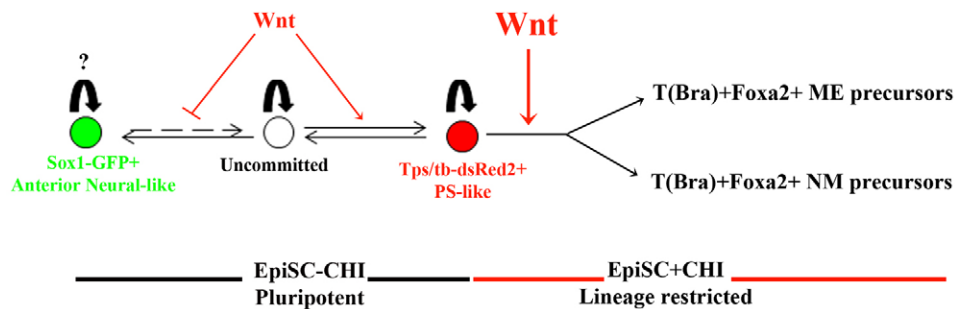 Wnt
Wnt
?
T(Bra)+Foxa2+ ME precursors
Sox1-GFP+
Anterior Neural-like
Uncommitted
Tps/tb-dsRed2+
PS-like
T(Bra)+Foxa2+ NM precursors
EpiSC-CHI
Pluripotent
EpiSC+CHI
Lineage restricted